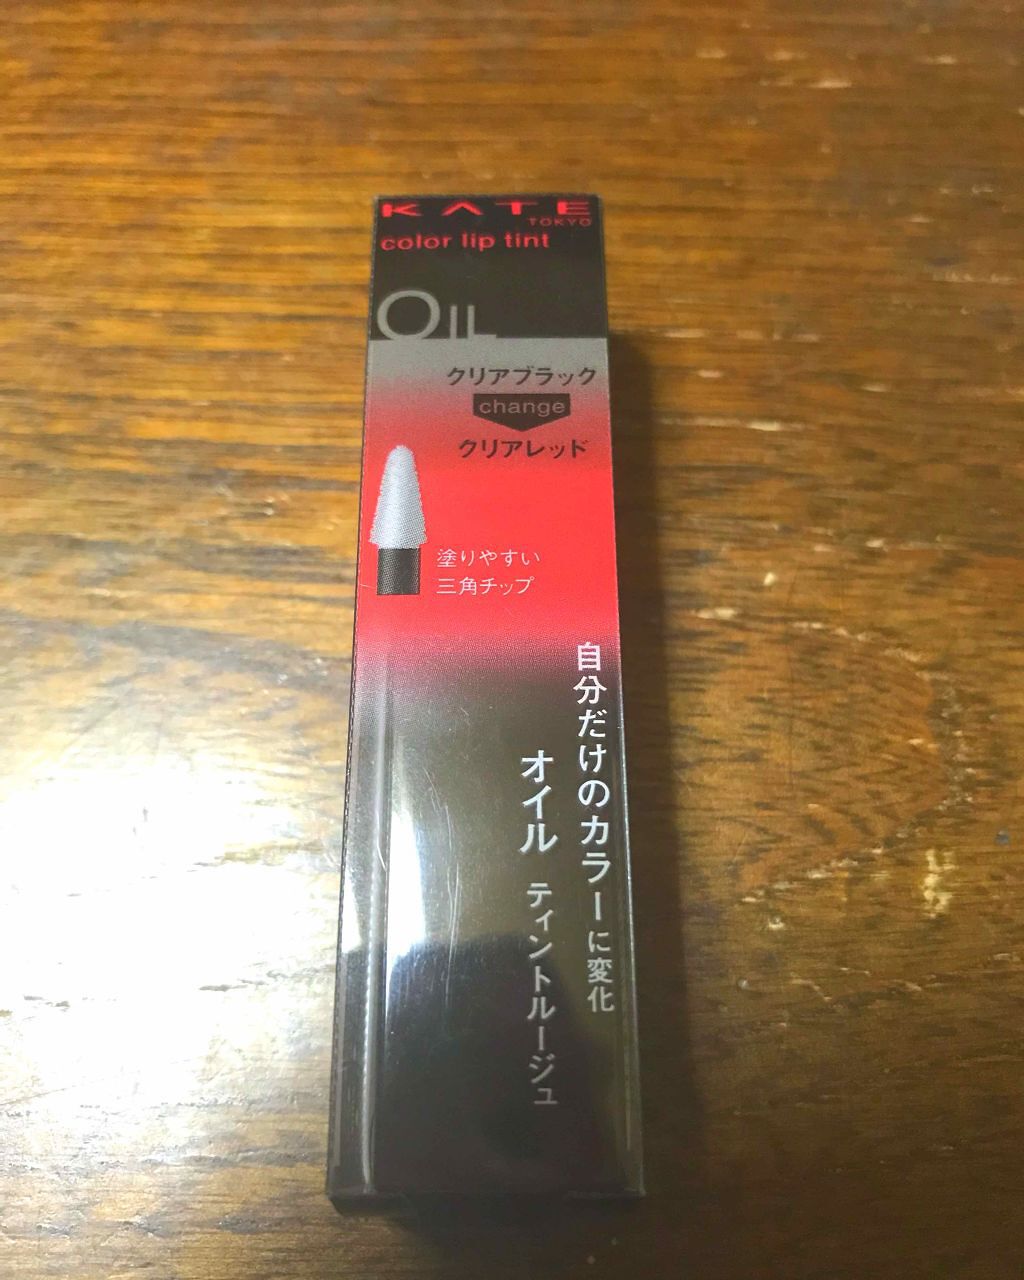 KATE
TOKYO
color lip tint
OIL
クリアブラック
change
クリアレッド
塗りやすい
三角チップ
自分だけのカラーに変化
オイル ティントルージュ